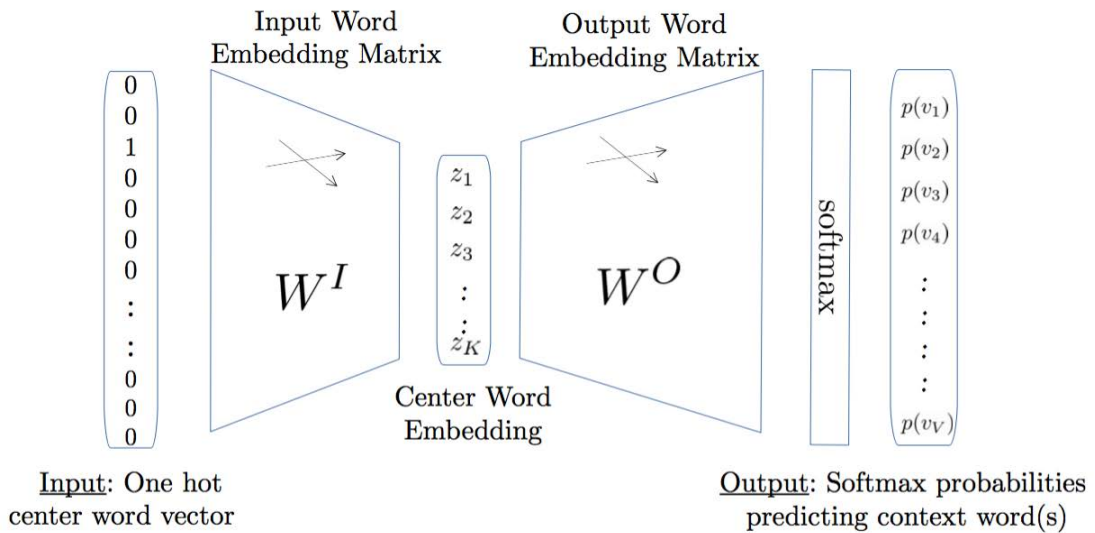 Input Word
Embedding Matrix
Output Word
Embedding Matrix
0
0
1
0
0
0
0
:
:
0
0
0
W^I
z_1
z_2
z_3
:
:
z_K
Center Word
Embedding
W^O
softmax
p(v_1)
p(v_2)
p(v_3)
p(v_4)
:
:
:
:
p(v_V)
Input: One hot
center word vector
Output: Softmax probabilities
predicting context word(s)